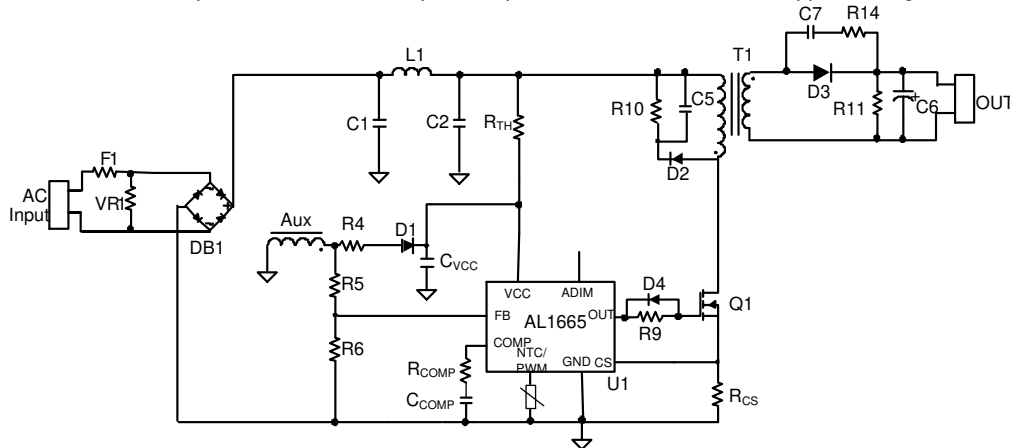 C7
R14
T1
L1
R10
C5
D3
R11
C6
+
OUT
C1
C2
RTH
D2
F1
AC
Input
VR1
DB1
Aux
R4
D1
CVCC
R5
R6
VCC
ADIM
FB
AL1665
OUT
COMP
NTC/
PWM
GND
CS
U1
D4
R9
Q1
RCOMP
CCOMP
RCS